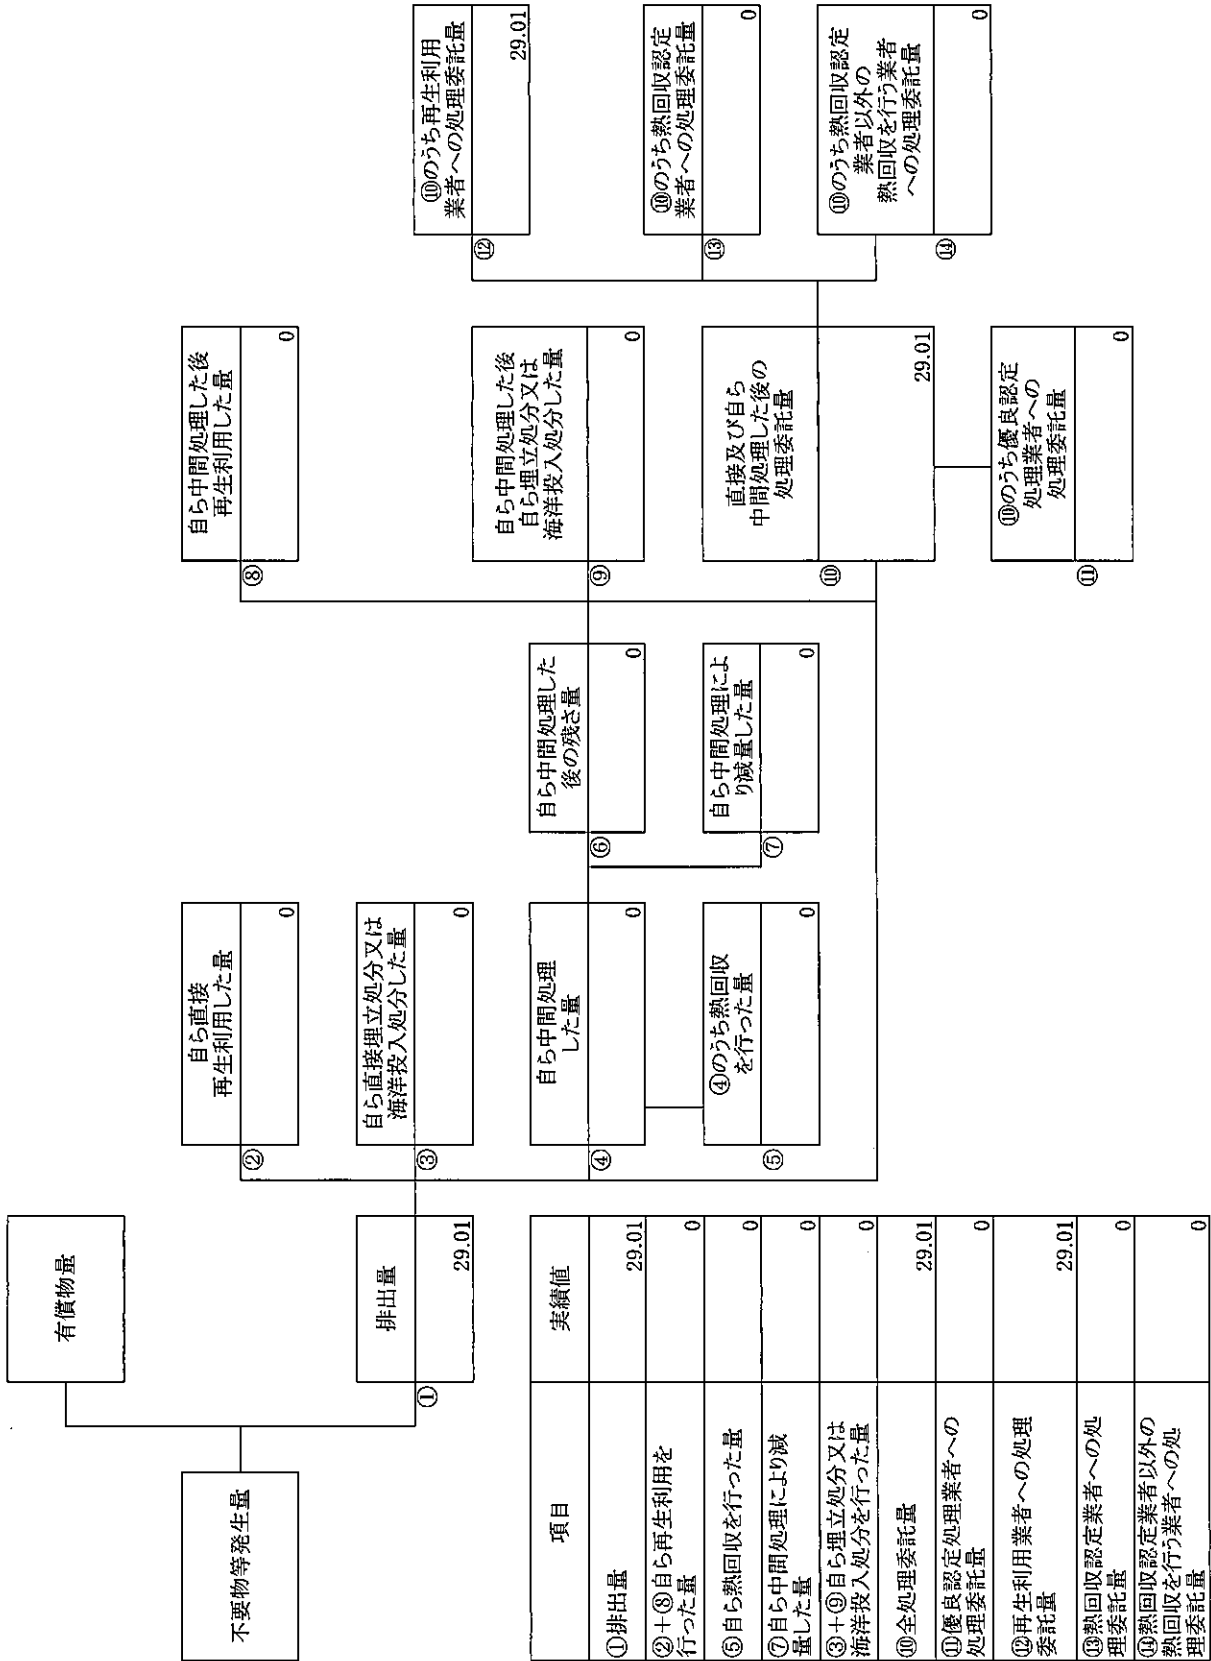 不要物等発生量
有償物量
①
排出量
29.01
②
自ら直接
再生利用した量
0
③
自ら直接埋立処分又は
海洋投入処分した量
0
④
自ら中間処理
した量
0
⑤
④のうち熱回収
を行った量
0
⑥
自ら中間処理した
後の残さ量
0
⑦
自ら中間処理によ
り減量した量
0
⑧
自ら中間処理した後
再生利用した量
0
⑨
自ら中間処理した後
自ら埋立処分又は
海洋投入処分した量
0
⑩
直接及び自ら
中間処理した後の
処理委託量
29.01
⑪
⑩のうち優良認定
処理業者への
処理委託量
0
⑫
⑩のうち再生利用
業者への処理委託量
29.01
⑬
⑩のうち熱回収認定
業者への処理委託量
0
⑭
⑩のうち熱回収認定
業者以外の
熱回収を行う業者
への処理委託量
0
項目 実績値
①排出量 29.01
②+⑧自ら再生利用を
行った量 0
⑤自ら熱回収を行った量 0
⑦自ら中間処理により減
量した量 0
③+⑨自ら埋立処分又は
海洋投入処分を行った量 0
⑩全処理委託量 29.01
⑪優良認定処理業者への
処理委託量 0
⑫再生利用業者への処理
委託量 29.01
⑬熱回収認定業者への処
理委託量 0
⑭熱回収認定業者以外の
熱回収を行う業者への処
理委託量 0